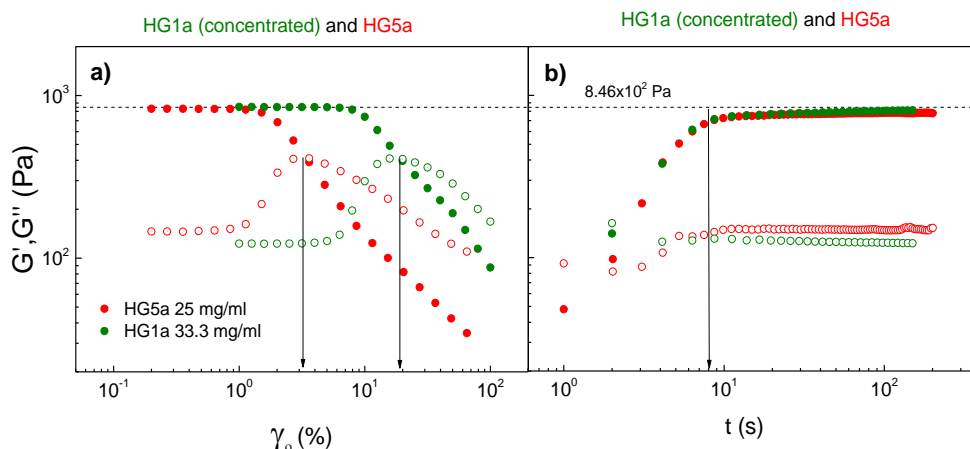 HG1a (concentrated) and HG5a
HG1a (concentrated) and HG5a
a)
b)
8.46x10² Pa
10³
10²
G',G'' (Pa)
HG5a 25 mg/ml
HG1a 33.3 mg/ml
10⁻¹ 10⁰ 10¹ 10²
10⁰ 10¹ 10²
γₒ (%)
t (s)